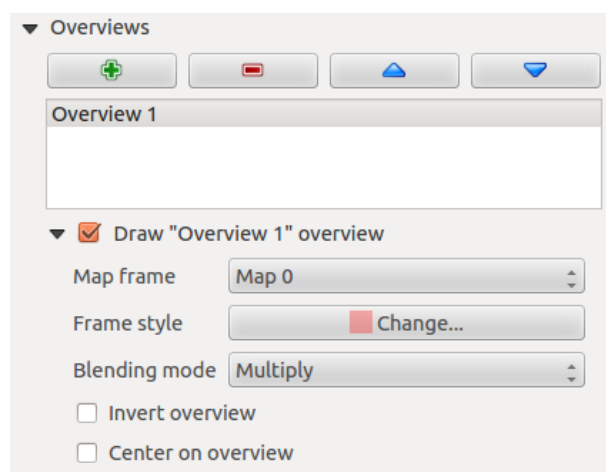 Overviews
Overview 1
Draw "Overview 1" overview
Map frame Map 0
Frame style Change...
Blending mode Multiply
Invert overview
Center on overview